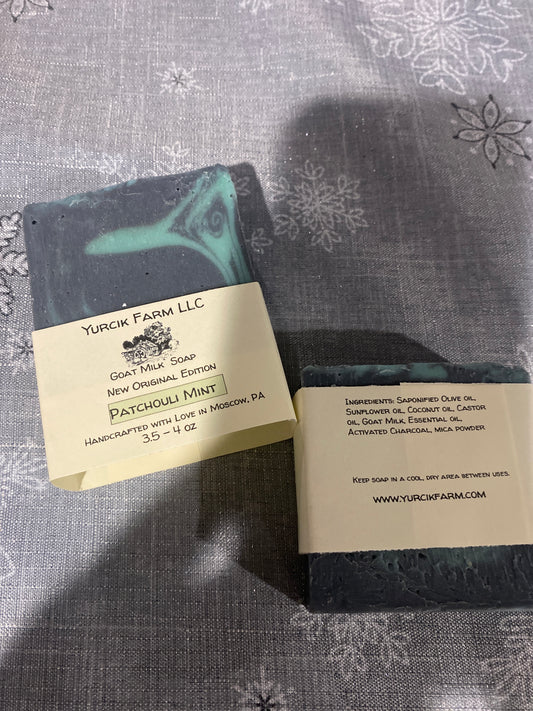 Yurcik Farm LLC
Goat Milk Soap
New Original Edition
Patchouli Mint
Handcrafted with Love in Moscow, PA
3.5 – 4 oz
Ingredients: Saponified Olive oil,
Sunflower oil, Coconut oil, Castor
oil, Goat Milk, Essential oil,
Activated Charcoal, mica powder
Keep soap in a cool, dry area between uses.
www.yurcikfarm.com